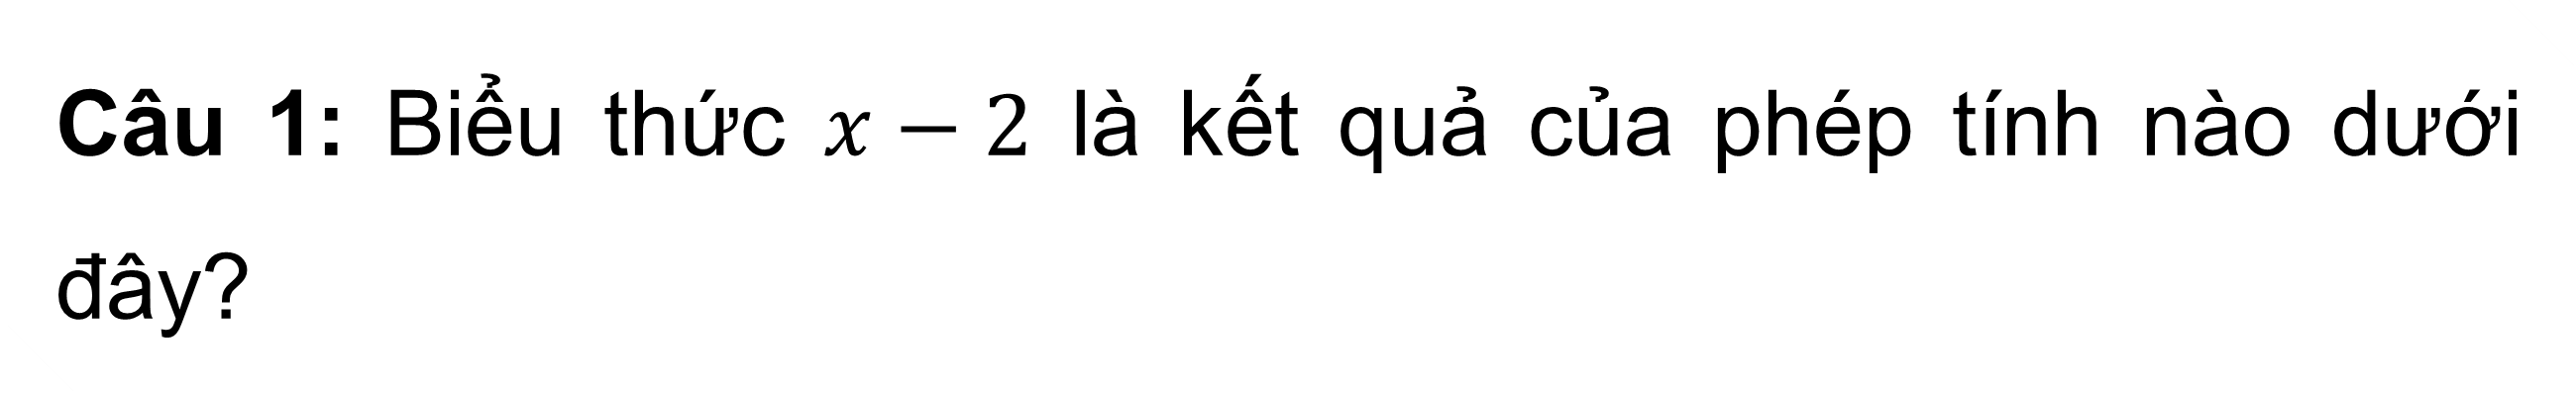 Câu 1: Biểu thức x − 2 là kết quả của phép tính nào dưới
đây?